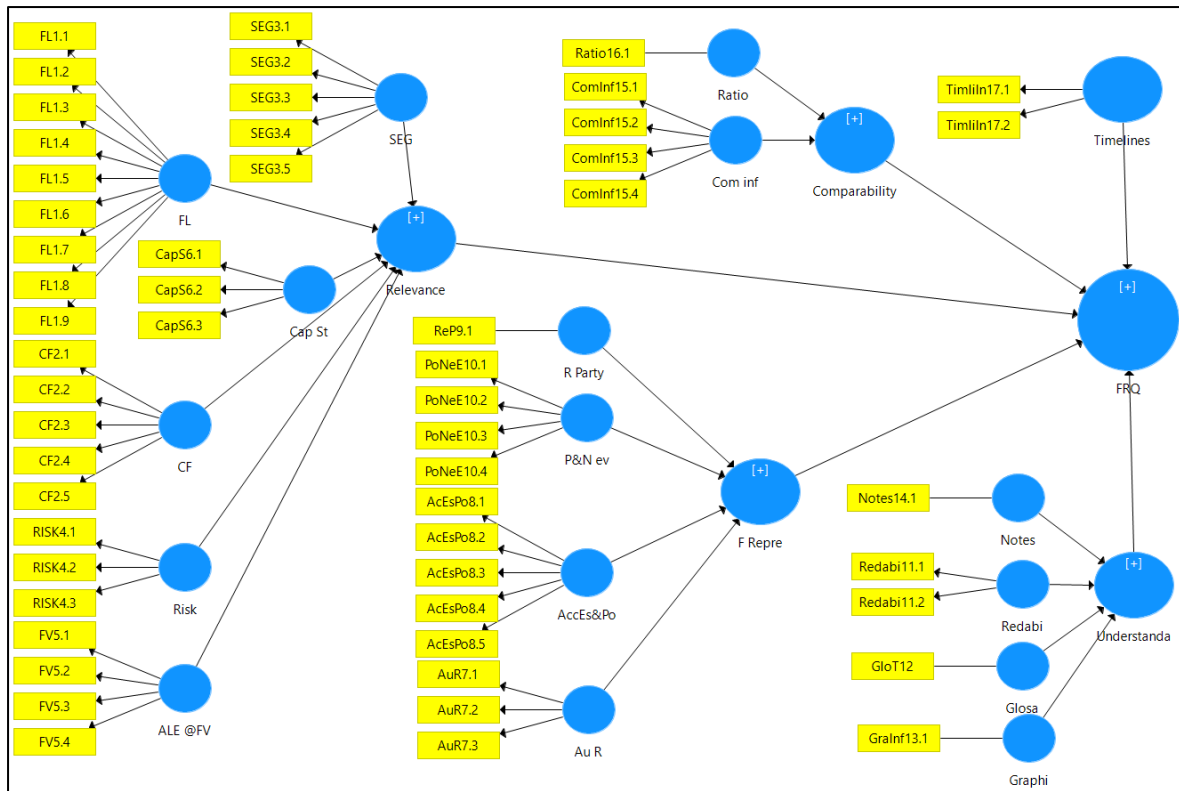 FL1.1
FL1.2
FL1.3
FL1.4
FL1.5
FL1.6
FL1.7
FL1.8
FL1.9
FL
SEG3.1
SEG3.2
SEG3.3
SEG3.4
SEG3.5
SEG
CapS6.1
CapS6.2
CapS6.3
Cap St
[+]
Relevance
CF2.1
CF2.2
CF2.3
CF2.4
CF2.5
CF
RISK4.1
RISK4.2
RISK4.3
Risk
FV5.1
FV5.2
FV5.3
FV5.4
ALE @FV
Ratio16.1
Ratio
ComInf15.1
ComInf15.2
ComInf15.3
ComInf15.4
Com inf
[+]
Comparability
TimliIn17.1
TimliIn17.2
Timelines
[+]
FRQ
ReP9.1
R Party
PoNeE10.1
PoNeE10.2
PoNeE10.3
PoNeE10.4
P&N ev
AcEsPo8.1
AcEsPo8.2
AcEsPo8.3
AcEsPo8.4
AcEsPo8.5
AccEs&Po
AuR7.1
AuR7.2
AuR7.3
Au R
[+]
F Repre
Notes14.1
Notes
Redabi11.1
Redabi11.2
Redabi
GloT12
Glosa
GraInf13.1
Graphi
[+]
Understanda